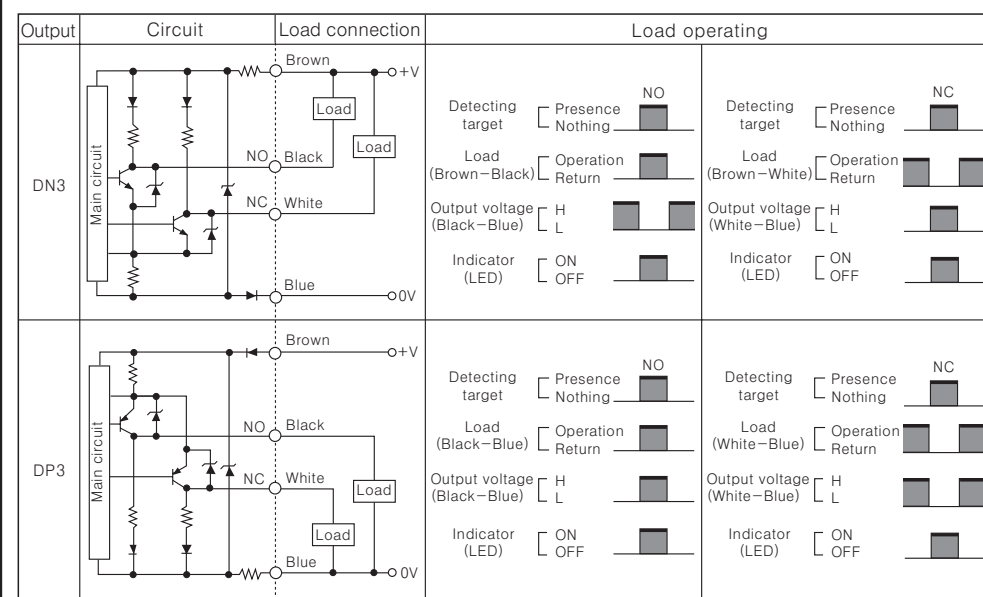 Output Circuit Load connection Load operating
DN3
Main circuit
Brown
+V
Load
Load
NO Black
NC White
Blue
0V
NO
Detecting target Presence Nothing
Load (Brown−Black) Operation Return
Output voltage (Black−Blue) H L
Indicator (LED) ON OFF
NC
Detecting target Presence Nothing
Load (Brown−White) Operation Return
Output voltage (White−Blue) H L
Indicator (LED) ON OFF
DP3
Main circuit
Brown
+V
NO Black
NC White
Load
Load
Blue
0V
NO
Detecting target Presence Nothing
Load (Black−Blue) Operation Return
Output voltage (Black−Blue) H L
Indicator (LED) ON OFF
NC
Detecting target Presence Nothing
Load (White−Blue) Operation Return
Output voltage (White−Blue) H L
Indicator (LED) ON OFF